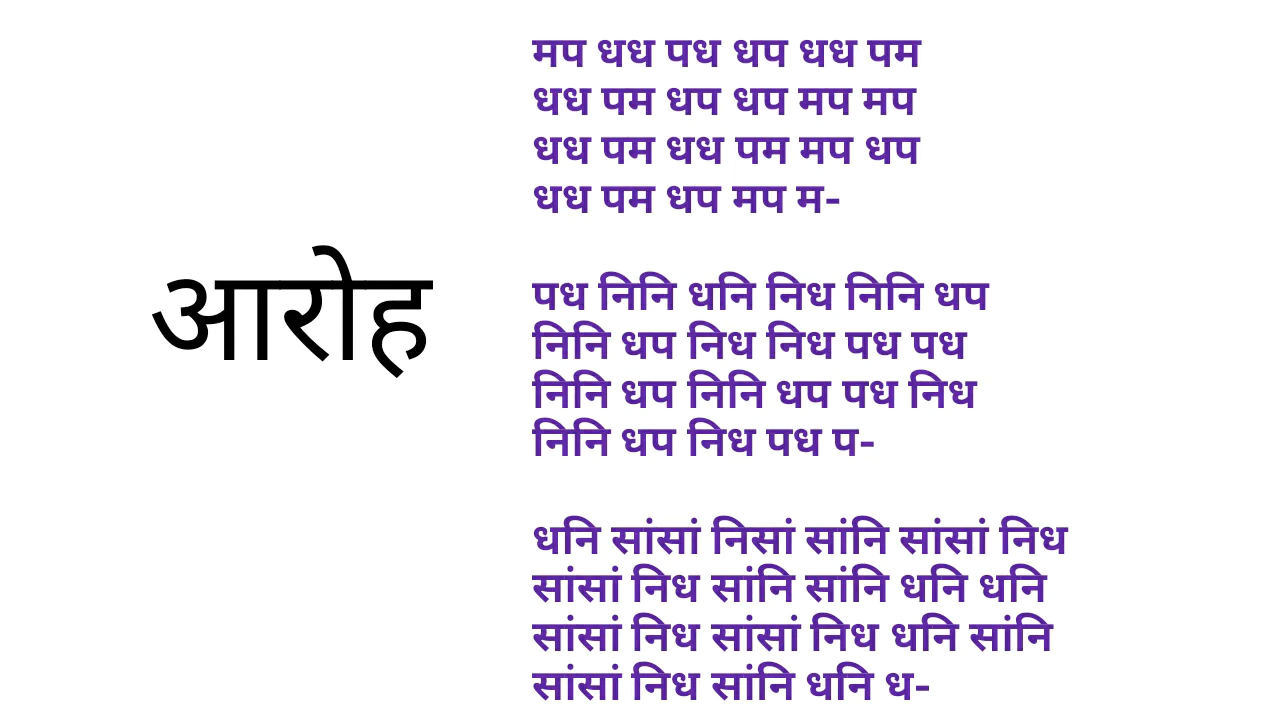 आरोह
मप धध पध धप धध पम
धध पम धप धप मप मप
धध पम धध पम मप धप
धध पम धप मप म-
पध निनि धनि निध निनि धप
निनि धप निध निध पध पध
निनि धप निनि धप पध निध
निनि धप निध पध प-
धनि सांसां निसां सांनि सांसां निध
सांसां निध सांनि सांनि धनि धनि
सांसां निध सांसां निध धनि सांनि
सांसां निध सांनि धनि ध-